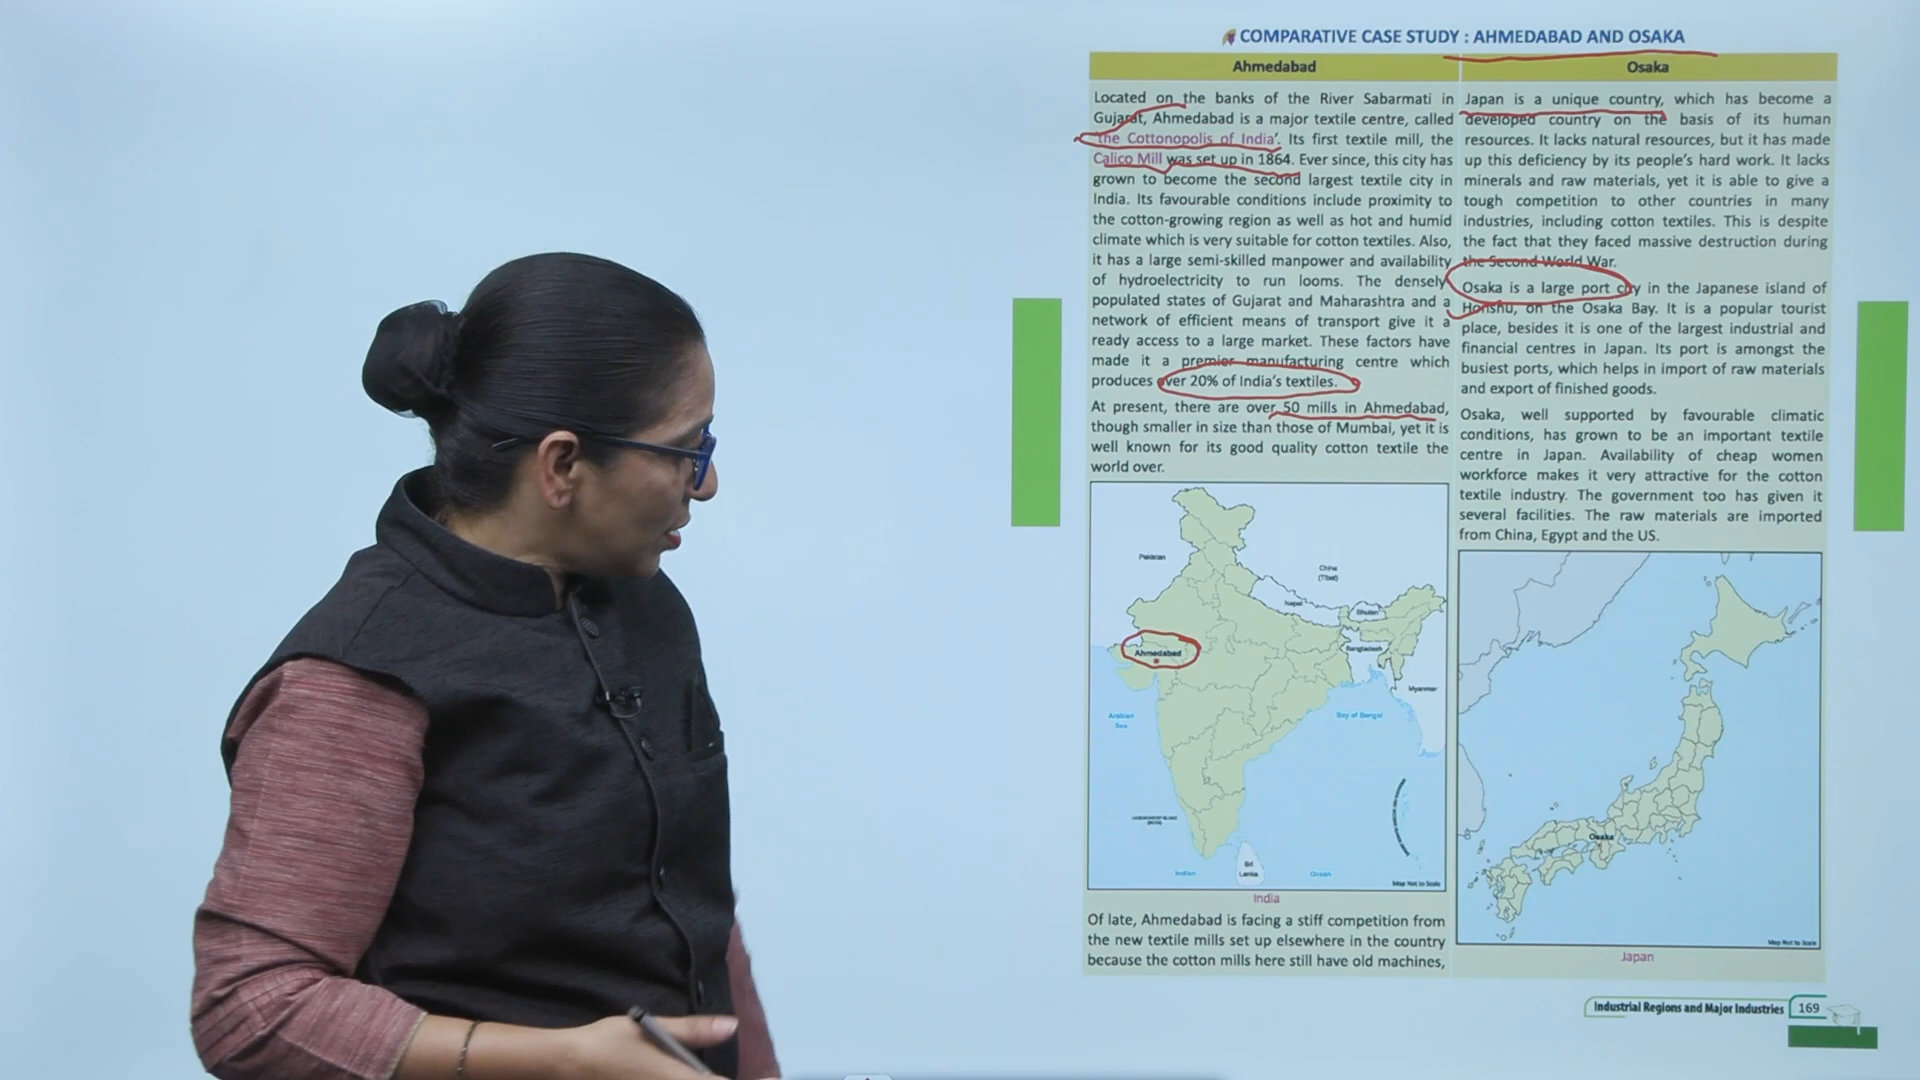 COMPARATIVE CASE STUDY : AHMEDABAD AND OSAKA
Ahmedabad
Located on the banks of the River Sabarmati in
Gujarat, Ahmedabad is a major textile centre, called
'the Cottonopolis of India'. Its first textile mill, the
Calico Mill was set up in 1864. Ever since, this city has
grown to become the second largest textile city in
India. Its favourable conditions include proximity to
the cotton-growing region as well as hot and humid
climate which is very suitable for cotton textiles. Also,
it has a large semi-skilled manpower and availability
of hydroelectricity to run looms. The densely
populated states of Gujarat and Maharashtra and a
network of efficient means of transport give it a
ready access to a large market. These factors have
made it a premier manufacturing centre which
produces over 20% of India's textiles.
At present, there are over 50 mills in Ahmedabad,
though smaller in size than those of Mumbai, yet it is
well known for its good quality cotton textile the
world over.
Pakistan
China
(Tibet)
Nepal
Bhutan
Ahmedabad
Bangladesh
Myanmar
Arabian
Sea
Bay of Bengal
Sri
Lanka
Indian
Ocean
Map Not to Scale
India
Of late, Ahmedabad is facing a stiff competition from
the new textile mills set up elsewhere in the country
because the cotton mills here still have old machines,
Osaka
Japan is a unique country, which has become a
developed country on the basis of its human
resources. It lacks natural resources, but it has made
up this deficiency by its people's hard work. It lacks
minerals and raw materials, yet it is able to give a
tough competition to other countries in many
industries, including cotton textiles. This is despite
the fact that they faced massive destruction during
the Second World War.
Osaka is a large port city in the Japanese island of
Honshu, on the Osaka Bay. It is a popular tourist
place, besides it is one of the largest industrial and
financial centres in Japan. Its port is amongst the
busiest ports, which helps in import of raw materials
and export of finished goods.
Osaka, well supported by favourable climatic
conditions, has grown to be an important textile
centre in Japan. Availability of cheap women
workforce makes it very attractive for the cotton
textile industry. The government too has given it
several facilities. The raw materials are imported
from China, Egypt and the US.
Osaka
Map Not to Scale
Japan
Industrial Regions and Major Industries 169